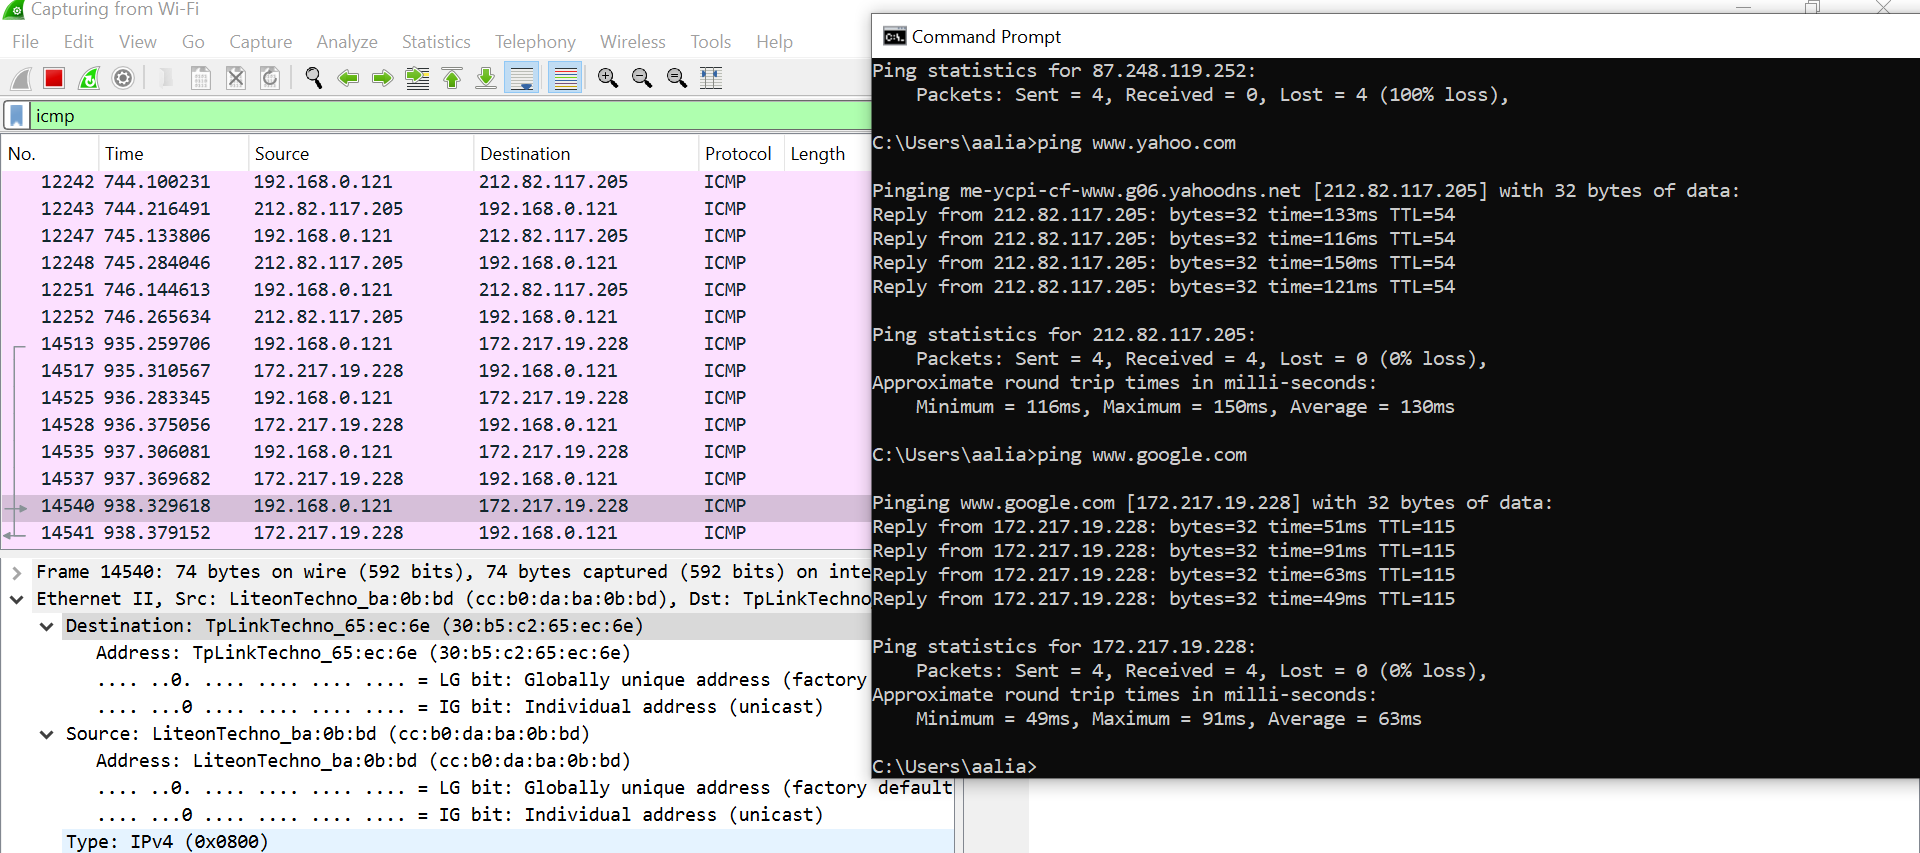 Capturing from Wi-Fi
File Edit View Go Capture Analyze Statistics Telephony Wireless Tools Help
icmp
No. Time Source Destination Protocol Length
12242 744.100231 192.168.0.121 212.82.117.205 ICMP
12243 744.216491 212.82.117.205 192.168.0.121 ICMP
12247 745.133806 192.168.0.121 212.82.117.205 ICMP
12248 745.284046 212.82.117.205 192.168.0.121 ICMP
12251 746.144613 192.168.0.121 212.82.117.205 ICMP
12252 746.265634 212.82.117.205 192.168.0.121 ICMP
14513 935.259706 192.168.0.121 172.217.19.228 ICMP
14517 935.310567 172.217.19.228 192.168.0.121 ICMP
14525 936.283345 192.168.0.121 172.217.19.228 ICMP
14528 936.375056 172.217.19.228 192.168.0.121 ICMP
14535 937.306081 192.168.0.121 172.217.19.228 ICMP
14537 937.369682 172.217.19.228 192.168.0.121 ICMP
14540 938.329618 192.168.0.121 172.217.19.228 ICMP
14541 938.379152 172.217.19.228 192.168.0.121 ICMP
Frame 14540: 74 bytes on wire (592 bits), 74 bytes captured (592 bits) on inte
Ethernet II, Src: LiteonTechno_ba:0b:bd (cc:b0:da:ba:0b:bd), Dst: TpLinkTechno
Destination: TpLinkTechno_65:ec:6e (30:b5:c2:65:ec:6e)
Address: TpLinkTechno_65:ec:6e (30:b5:c2:65:ec:6e)
.... ..0. .... .... .... .... = LG bit: Globally unique address (factory
.... ...0 .... .... .... .... = IG bit: Individual address (unicast)
Source: LiteonTechno_ba:0b:bd (cc:b0:da:ba:0b:bd)
Address: LiteonTechno_ba:0b:bd (cc:b0:da:ba:0b:bd)
.... ..0. .... .... .... .... = LG bit: Globally unique address (factory default
.... ...0 .... .... .... .... = IG bit: Individual address (unicast)
Type: IPv4 (0x0800)
Command Prompt
Ping statistics for 87.248.119.252:
Packets: Sent = 4, Received = 0, Lost = 4 (100% loss),
C:\Users\aalia>ping www.yahoo.com
Pinging me-ycpi-cf-www.g06.yahoodns.net [212.82.117.205] with 32 bytes of data:
Reply from 212.82.117.205: bytes=32 time=133ms TTL=54
Reply from 212.82.117.205: bytes=32 time=116ms TTL=54
Reply from 212.82.117.205: bytes=32 time=150ms TTL=54
Reply from 212.82.117.205: bytes=32 time=121ms TTL=54
Ping statistics for 212.82.117.205:
Packets: Sent = 4, Received = 4, Lost = 0 (0% loss),
Approximate round trip times in milli-seconds:
Minimum = 116ms, Maximum = 150ms, Average = 130ms
C:\Users\aalia>ping www.google.com
Pinging www.google.com [172.217.19.228] with 32 bytes of data:
Reply from 172.217.19.228: bytes=32 time=51ms TTL=115
Reply from 172.217.19.228: bytes=32 time=91ms TTL=115
Reply from 172.217.19.228: bytes=32 time=63ms TTL=115
Reply from 172.217.19.228: bytes=32 time=49ms TTL=115
Ping statistics for 172.217.19.228:
Packets: Sent = 4, Received = 4, Lost = 0 (0% loss),
Approximate round trip times in milli-seconds:
Minimum = 49ms, Maximum = 91ms, Average = 63ms
C:\Users\aalia>